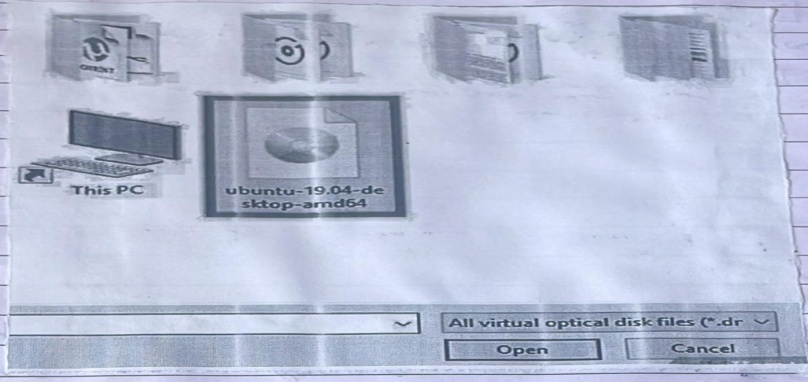 This PC
ubuntu-19.04-de
sktop-amd64
All virtual optical disk files (*.dr
Open
Cancel